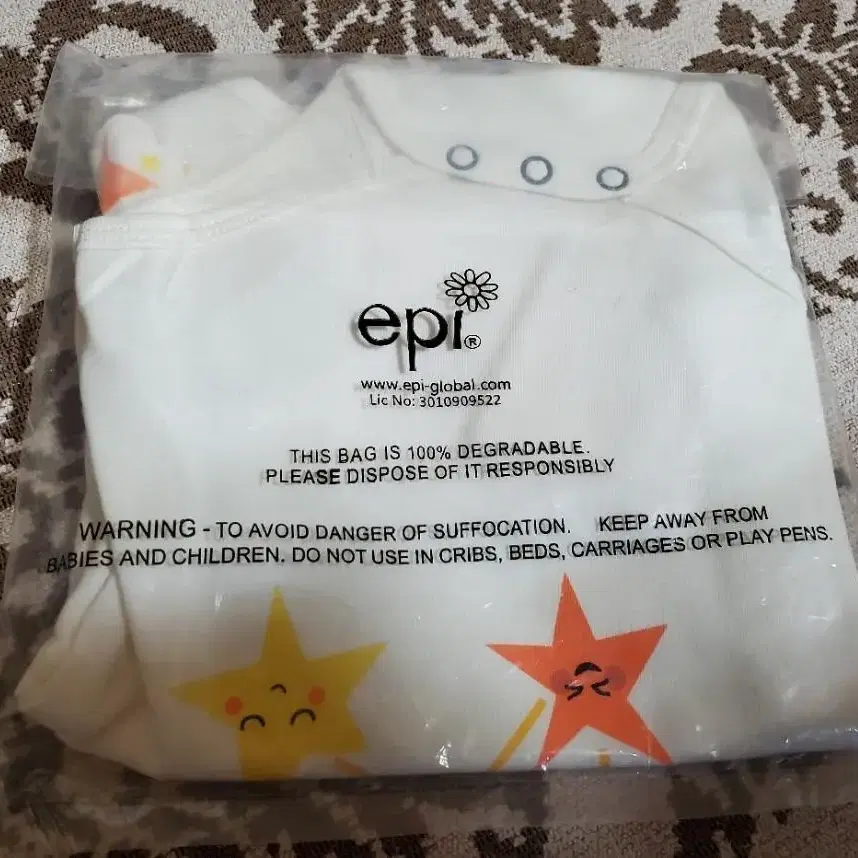 epi®
www.epi-global.com
Lic No: 3010909522
THIS BAG IS 100% DEGRADABLE.
PLEASE DISPOSE OF IT RESPONSIBLY
WARNING - TO AVOID DANGER OF SUFFOCATION. KEEP AWAY FROM
BABIES AND CHILDREN. DO NOT USE IN CRIBS, BEDS, CARRIAGES OR PLAY PENS.